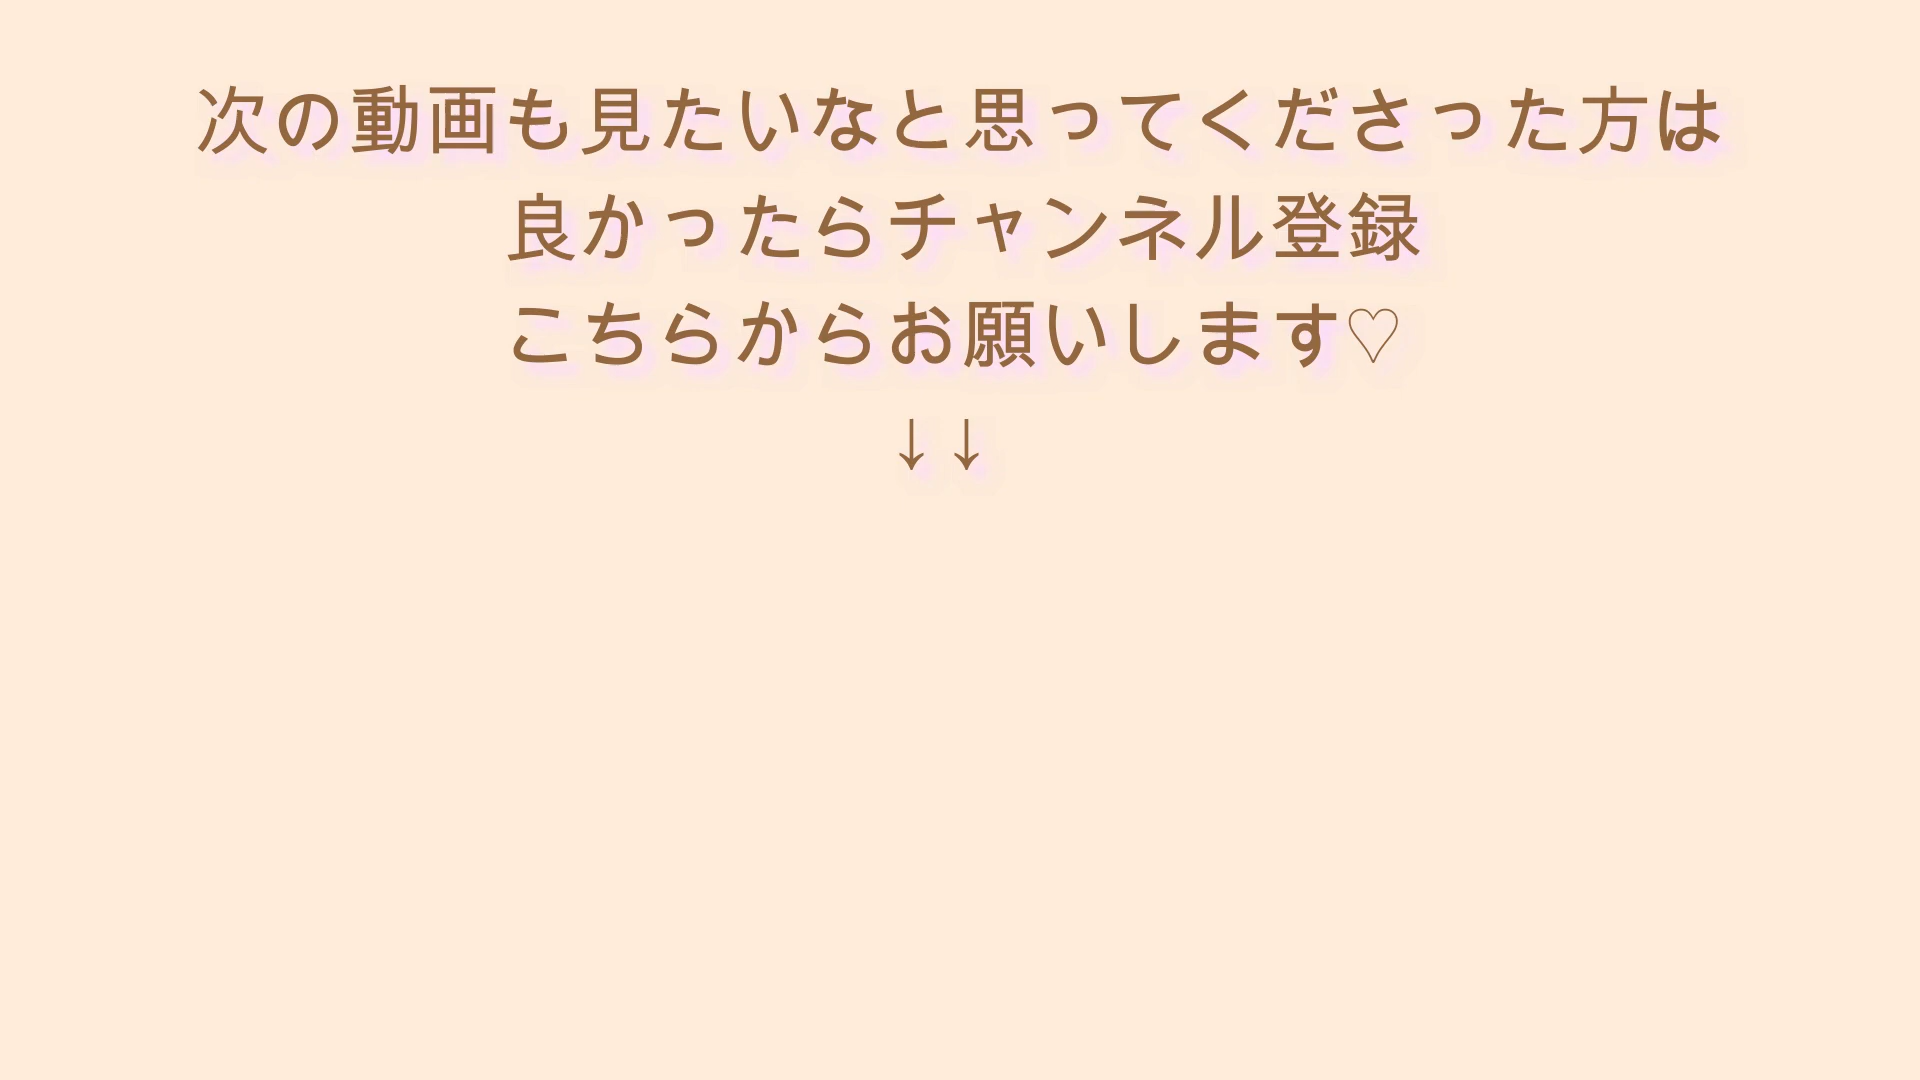 次の動画も見たいなと思ってくださった方は
良かったらチャンネル登録
こちらからお願いします♡
↓↓